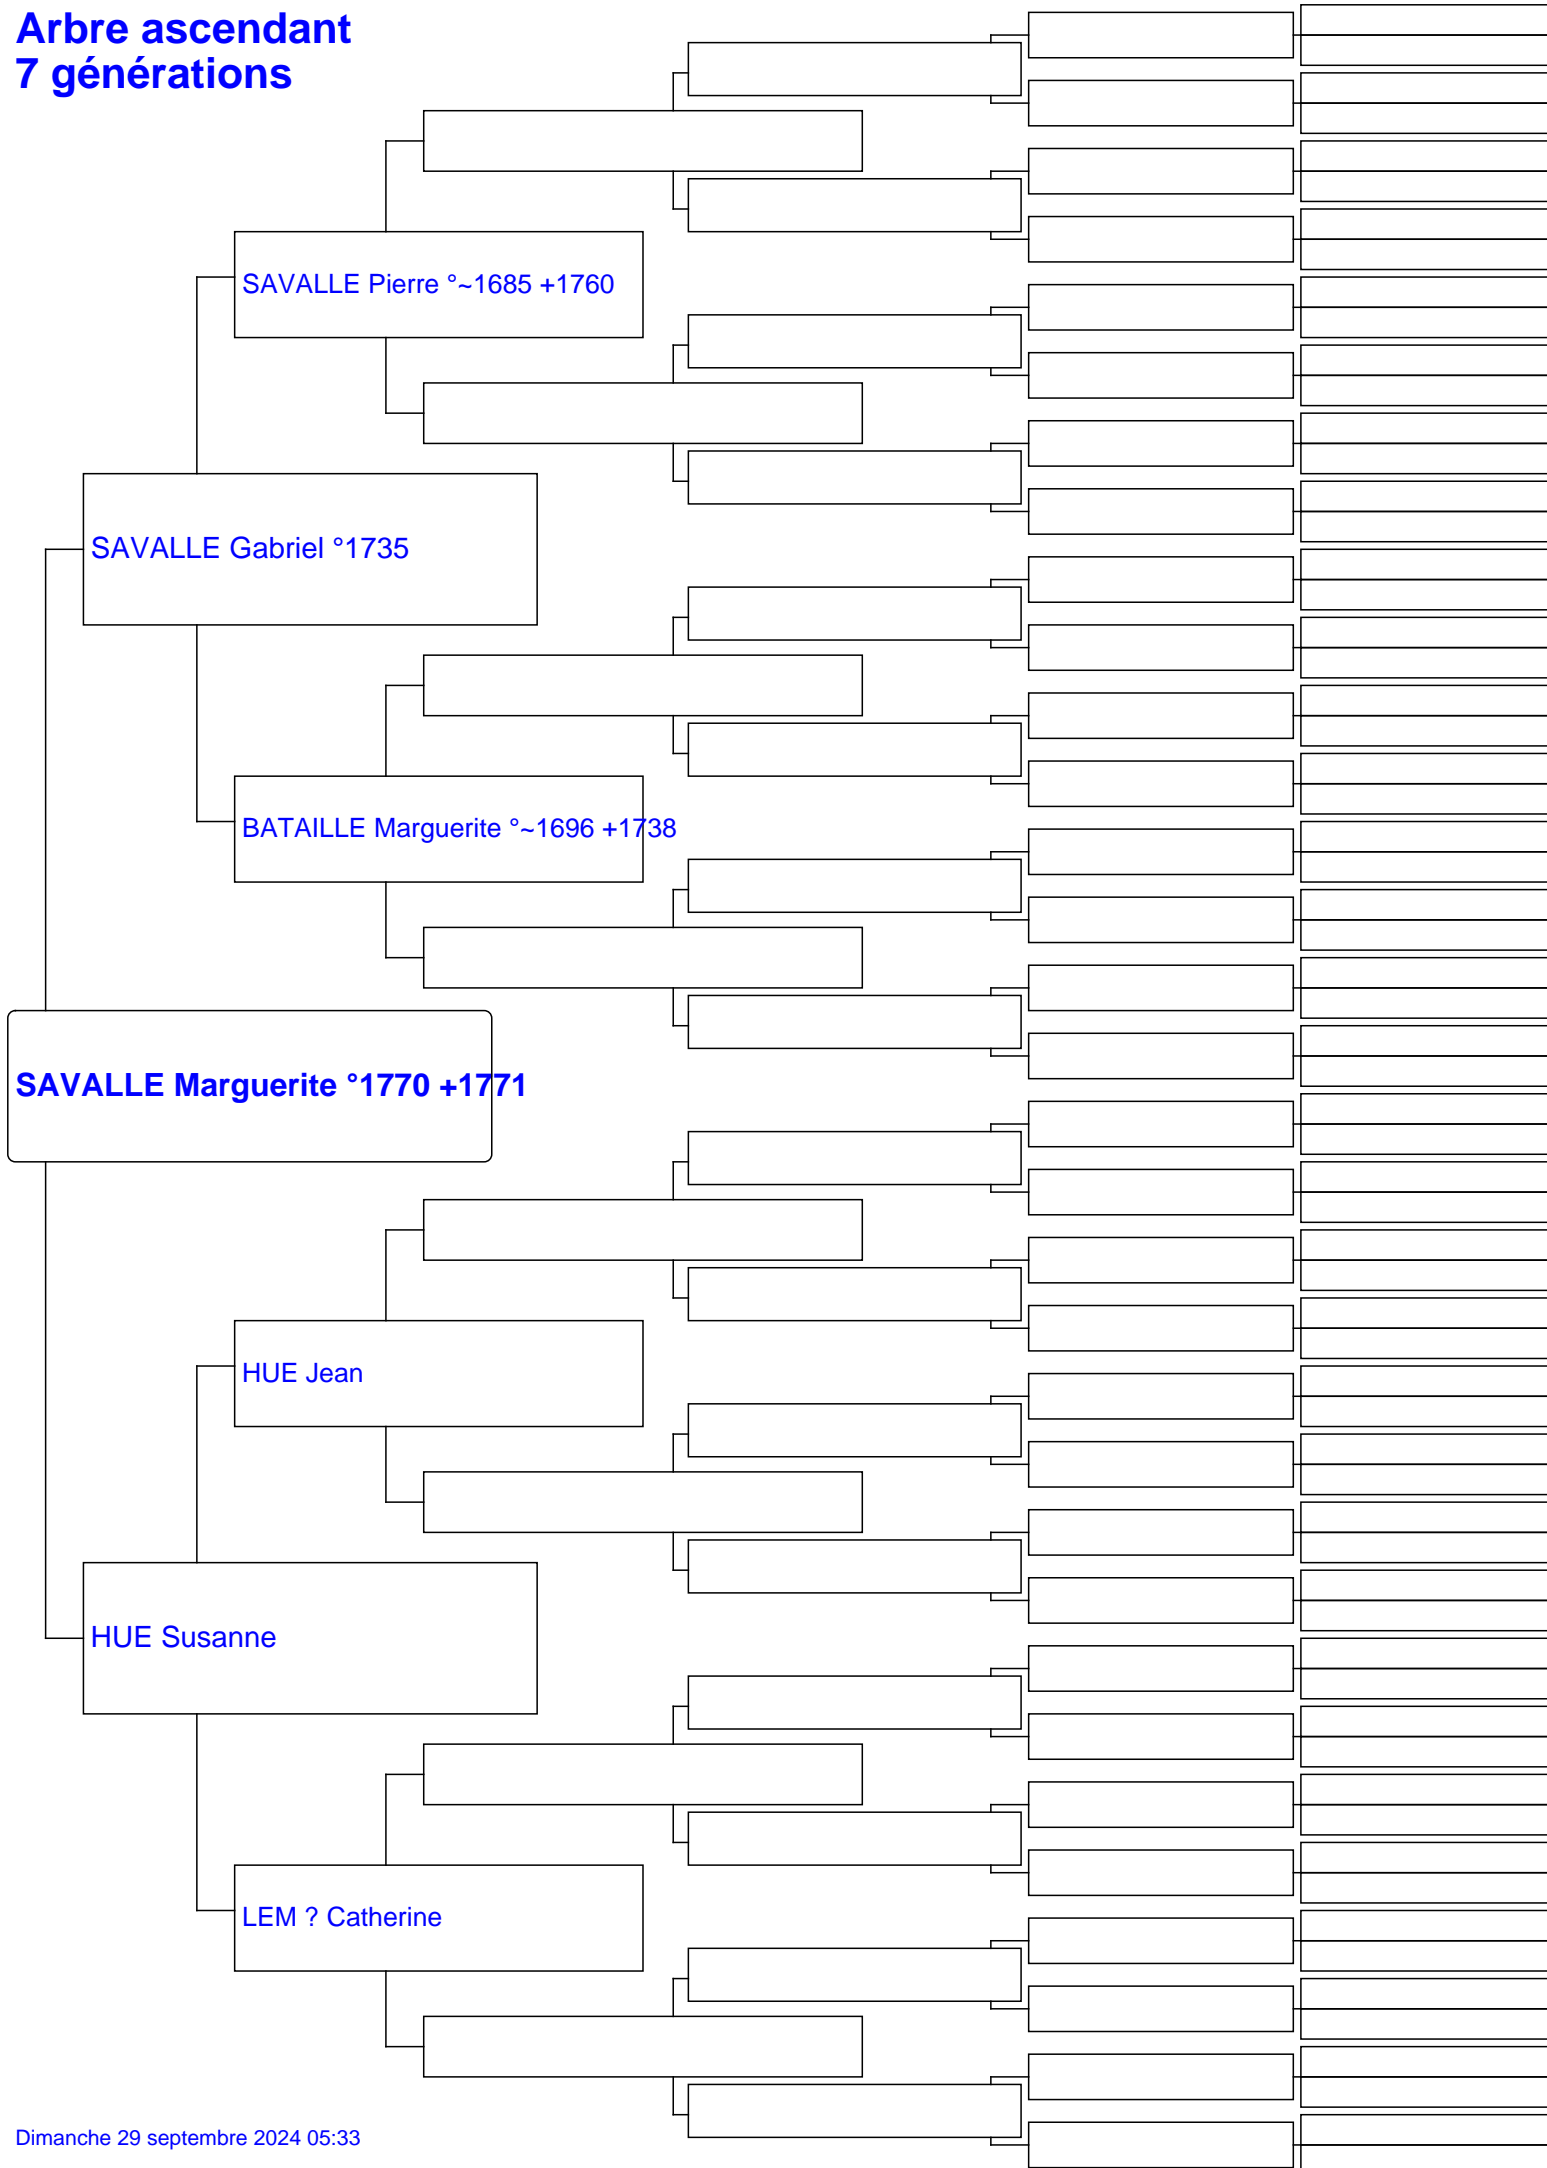 Arbre ascendant
7 générations
SAVALLE Pierre °~1685 +1760
SAVALLE Gabriel °1735
BATAILLE Marguerite °~1696 +1738
SAVALLE Marguerite °1770 +1771
HUE Jean
HUE Susanne
LEM ? Catherine
Dimanche 29 septembre 2024 05:33